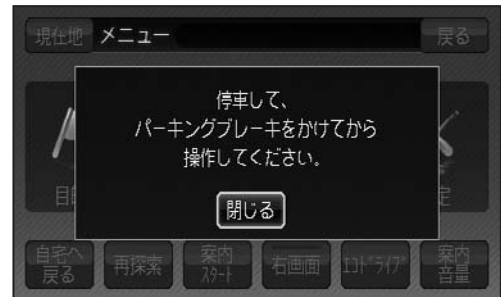 現在地 メニュー 戻る
停車して、
パーキングブレーキをかけてから
操作してください。
目 定
閉じる
自宅へ戻る 再探索 案内スタート 右画面 エコドライブ 案内音量